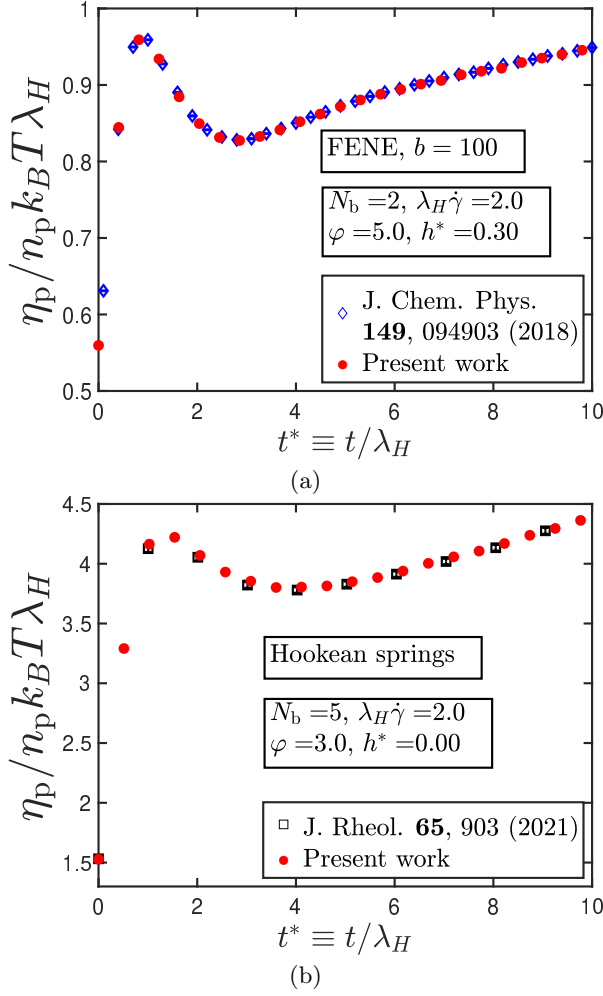 1
0.9
0.8
0.7
0.6
0.5
η_p/n_p k_B T λ_H
FENE, b = 100
N_b =2, λ_H γ̇ =2.0
φ =5.0, h* =0.30
J. Chem. Phys.
149, 094903 (2018)
Present work
0 2 4 6 8 10
t* ≡ t/λ_H
(a)
4.5
4
3.5
3
2.5
2
1.5
η_p/n_p k_B T λ_H
Hookean springs
N_b =5, λ_H γ̇ =2.0
φ =3.0, h* =0.00
J. Rheol. 65, 903 (2021)
Present work
0 2 4 6 8 10
t* ≡ t/λ_H
(b)